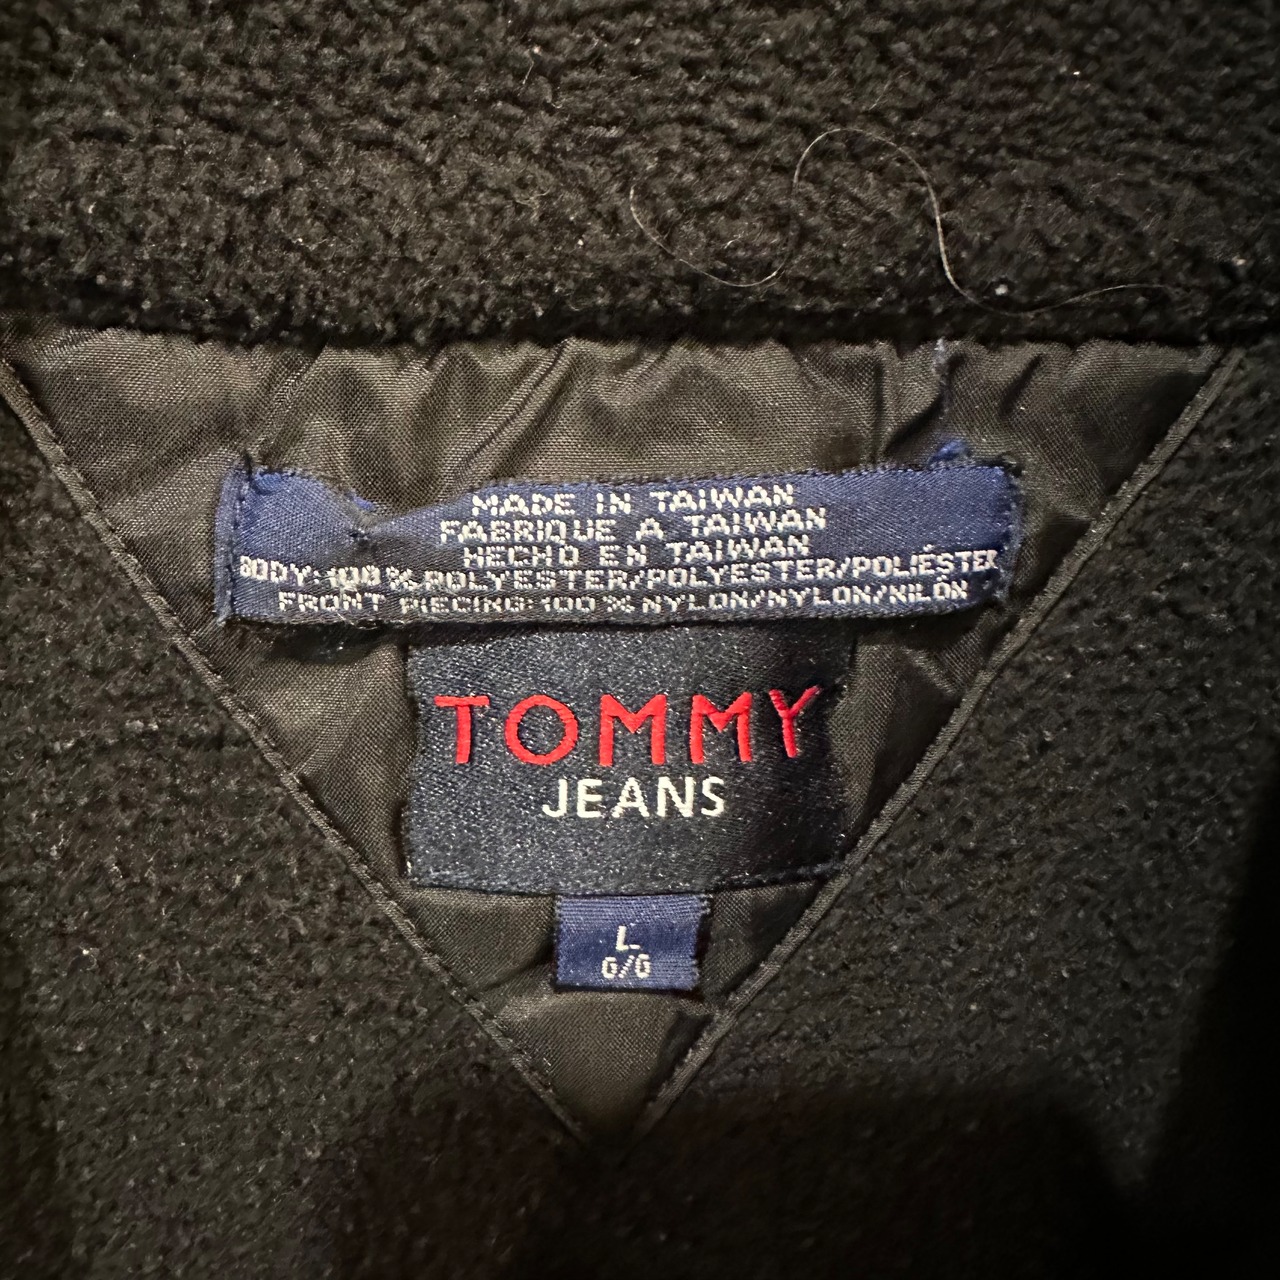 MADE IN TAIWAN
FABRIQUE A TAIWAN
HECHO EN TAIWAN
BODY:100%POLYESTER/POLYESTER/POLIÉSTER
FRONT PIECING:100%NYLON/NYLON/NILÓN
TOMMY
JEANS
L
G/G